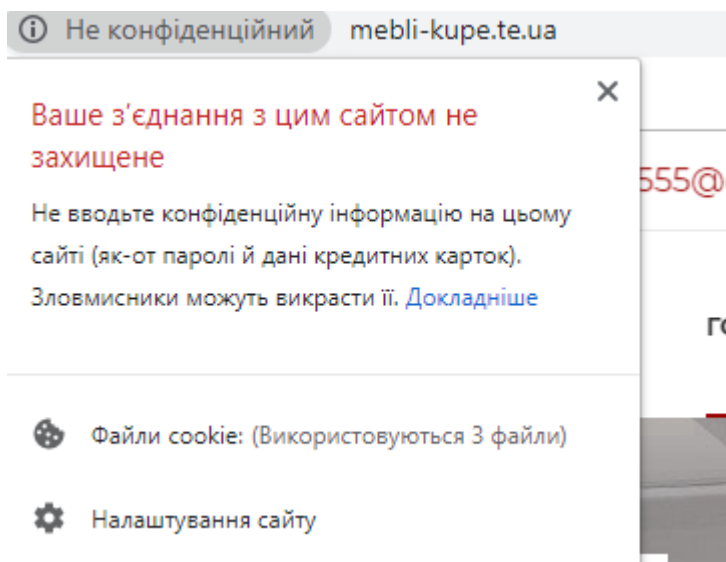 Не конфіденційний mebli-kupe.te.ua
Ваше з’єднання з цим сайтом не
захищене
555@
Не вводьте конфіденційну інформацію на цьому
сайті (як-от паролі й дані кредитних карток).
Зловмисники можуть викрасти її. Докладніше
Файли cookie: (Використовуються 3 файли)
Налаштування сайту